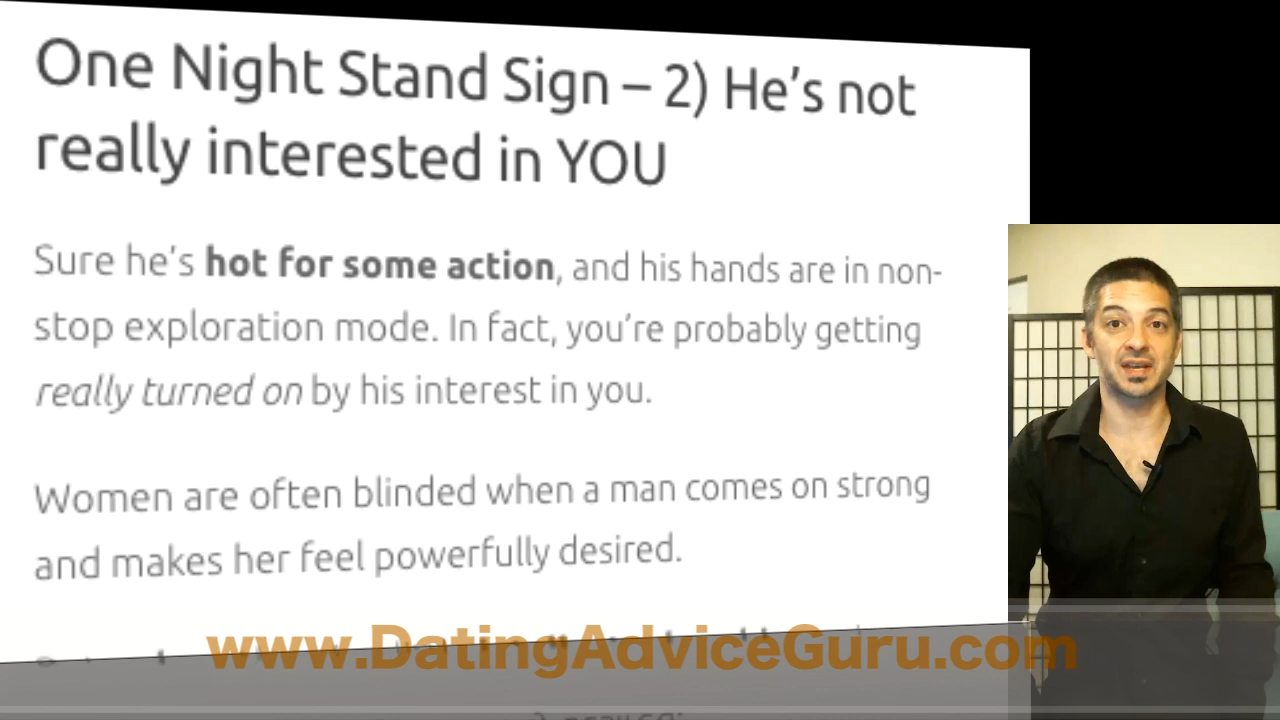 One Night Stand Sign – 2) He's not
really interested in YOU
Sure he's hot for some action, and his hands are in non-
stop exploration mode. In fact, you're probably getting
really turned on by his interest in you.
Women are often blinded when a man comes on strong
and makes her feel powerfully desired.
www.DatingAdviceGuru.com